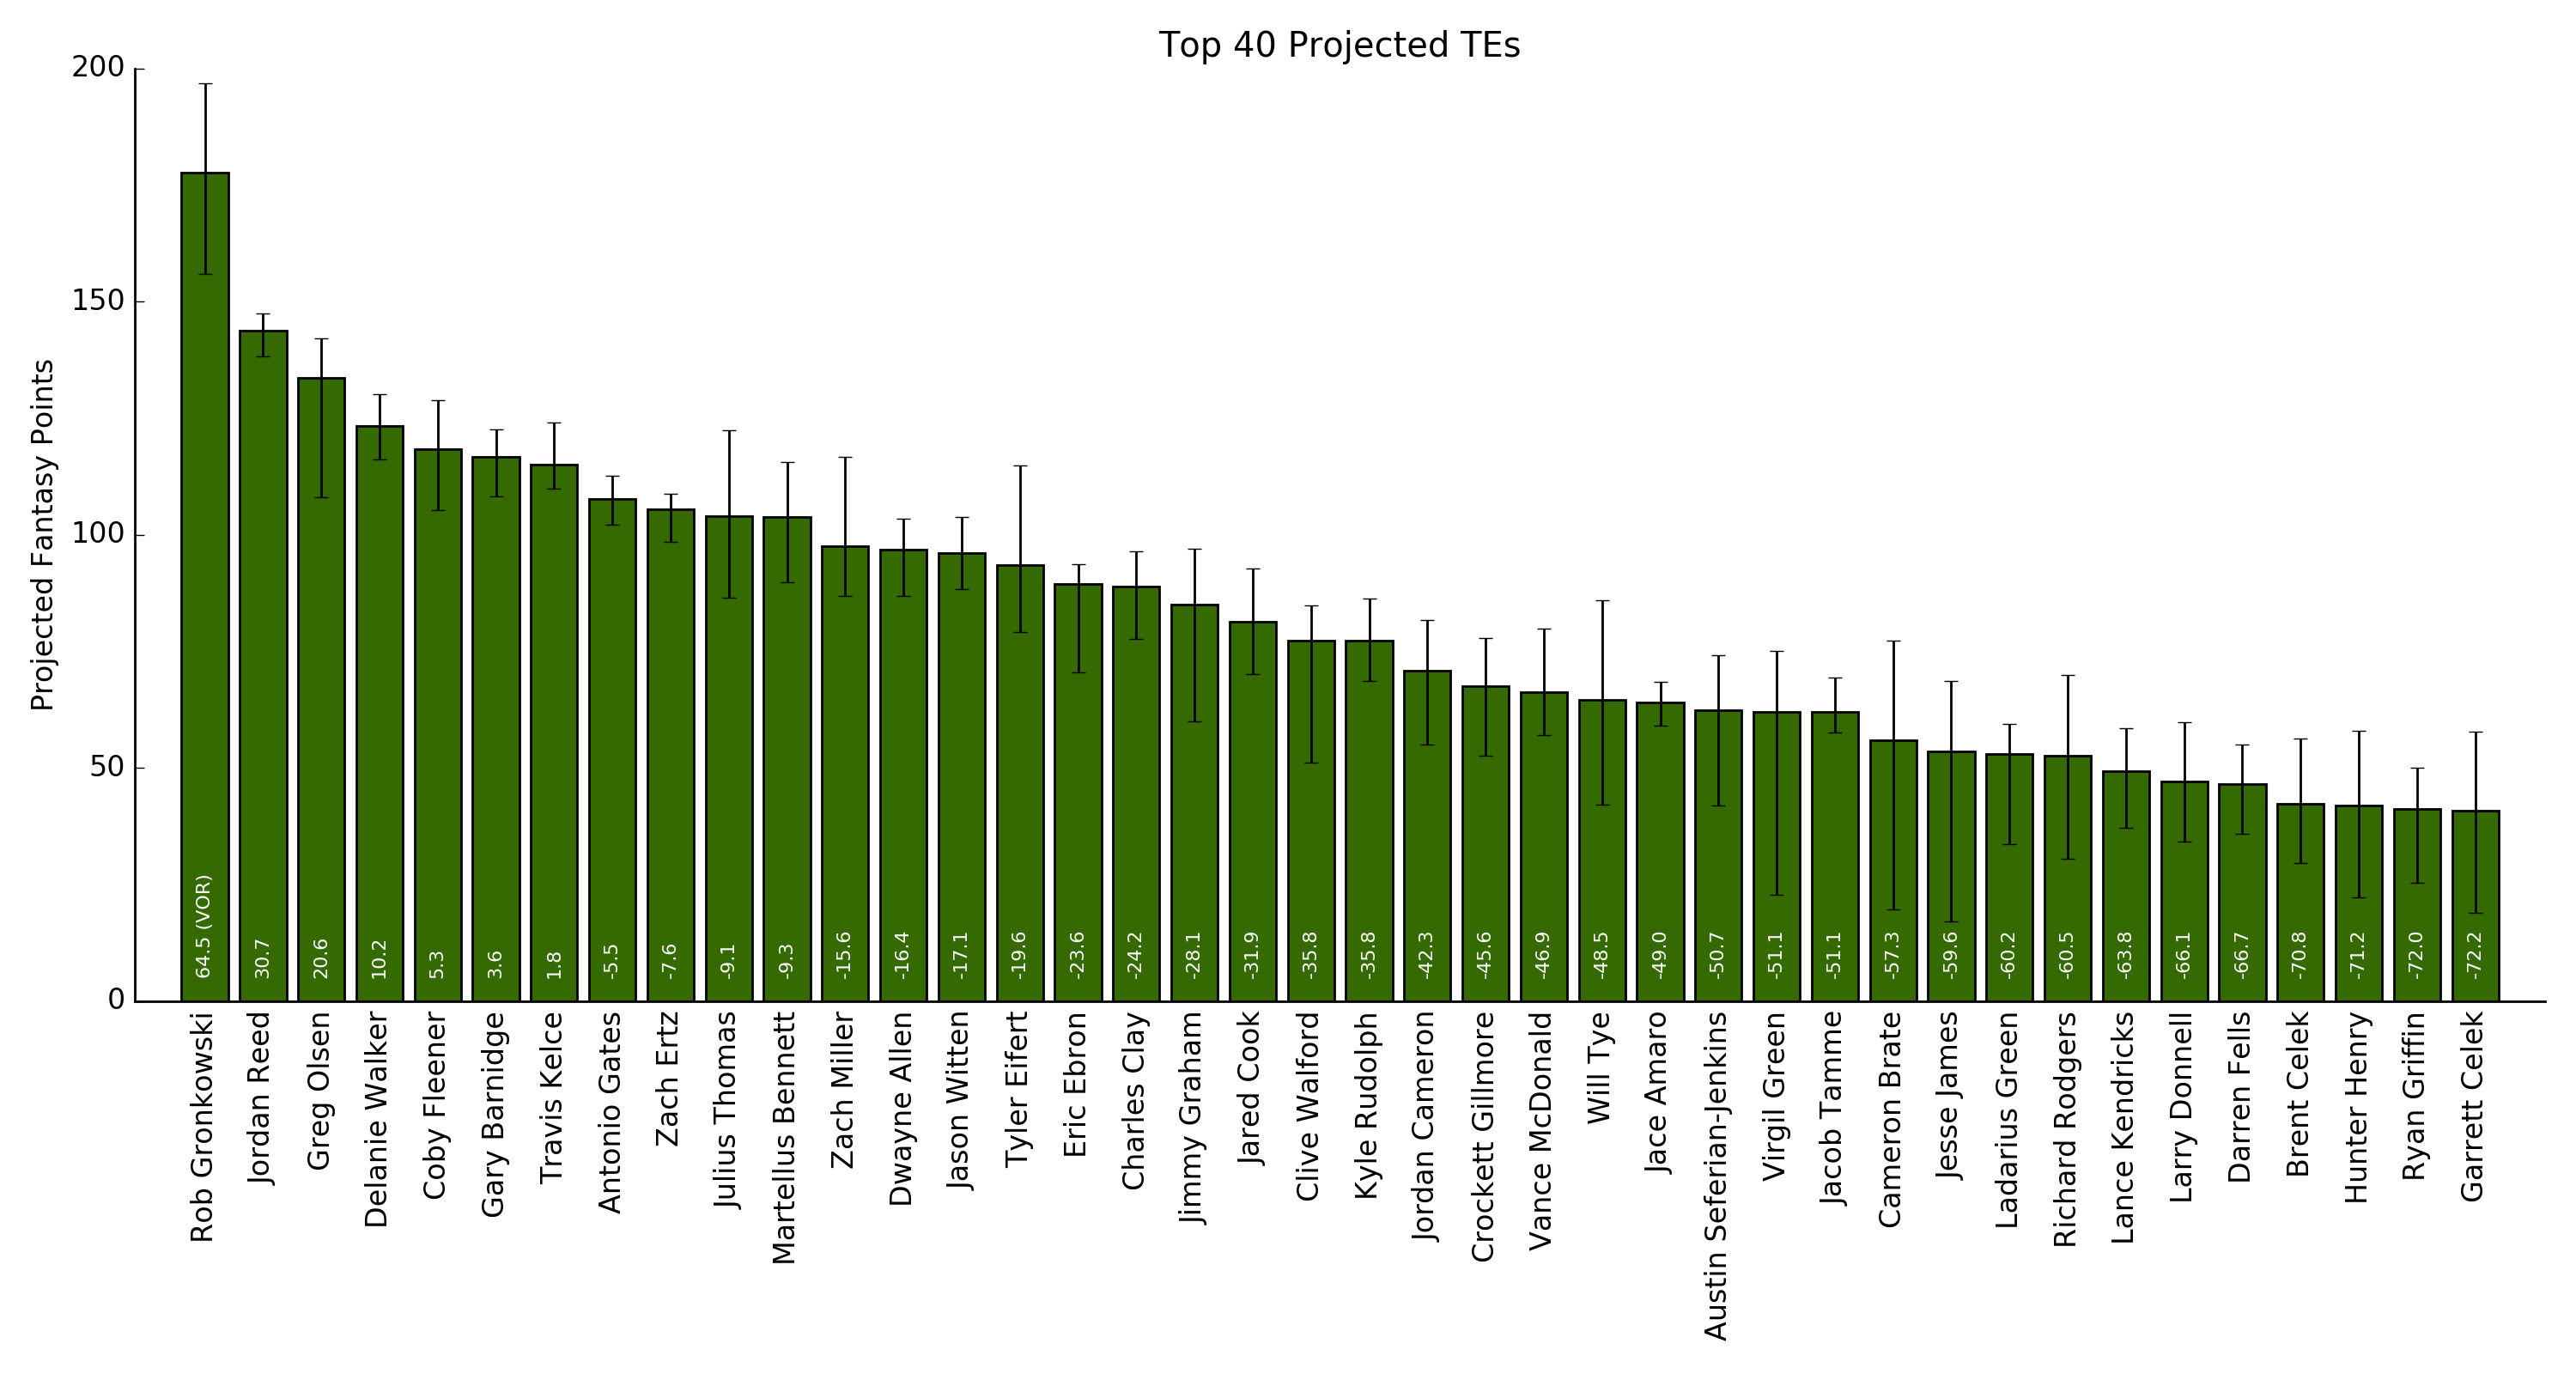 Top 40 Projected TEs
Projected Fantasy Points
200
150
100
50
0
64.5 (VOR)
30.7
20.6
10.2
5.3
3.6
1.8
-5.5
-7.6
-9.1
-9.3
-15.6
-16.4
-17.1
-19.6
-23.6
-24.2
-28.1
-31.9
-35.8
-35.8
-42.3
-45.6
-46.9
-48.5
-49.0
-50.7
-51.1
-51.1
-57.3
-59.6
-60.2
-60.5
-63.8
-66.1
-66.7
-70.8
-71.2
-72.0
-72.2
Rob Gronkowski
Jordan Reed
Greg Olsen
Delanie Walker
Coby Fleener
Gary Barnidge
Travis Kelce
Antonio Gates
Zach Ertz
Julius Thomas
Martellus Bennett
Zach Miller
Dwayne Allen
Jason Witten
Tyler Eifert
Eric Ebron
Charles Clay
Jimmy Graham
Jared Cook
Clive Walford
Kyle Rudolph
Jordan Cameron
Crockett Gillmore
Vance McDonald
Will Tye
Jace Amaro
Austin Seferian-Jenkins
Virgil Green
Jacob Tamme
Cameron Brate
Jesse James
Ladarius Green
Richard Rodgers
Lance Kendricks
Larry Donnell
Darren Fells
Brent Celek
Hunter Henry
Ryan Griffin
Garrett Celek